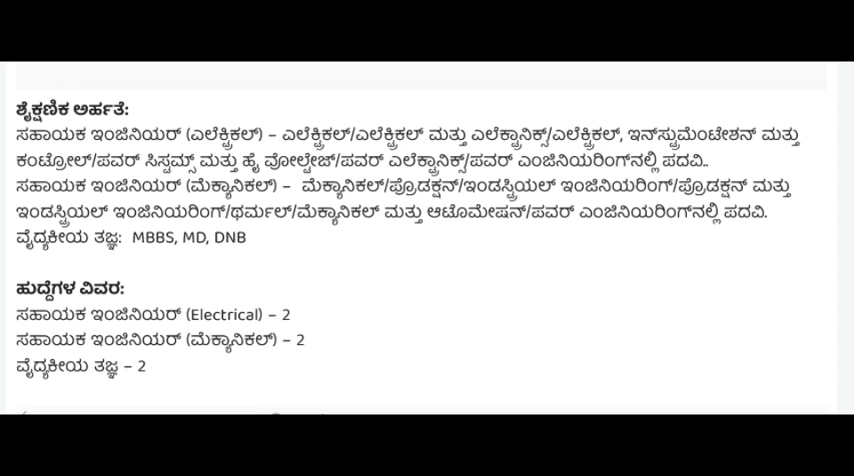 ಶೈಕ್ಷಣಿಕ ಅರ್ಹತೆ:
ಸಹಾಯಕ ಇಂಜಿನಿಯರ್ (ಎಲೆಕ್ಟ್ರಿಕಲ್) – ಎಲೆಕ್ಟ್ರಿಕಲ್/ಎಲೆಕ್ಟ್ರಿಕಲ್ ಮತ್ತು ಎಲೆಕ್ಟ್ರಾನಿಕ್ಸ್/ಎಲೆಕ್ಟ್ರಿಕಲ್, ಇನ್‌ಸ್ಟ್ರುಮೆಂಟೇಶನ್ ಮತ್ತು
ಕಂಟ್ರೋಲ್/ಪವರ್ ಸಿಸ್ಟಮ್ಸ್ ಮತ್ತು ಹೈ ವೋಲ್ಟೇಜ್/ಪವರ್ ಎಲೆಕ್ಟ್ರಾನಿಕ್ಸ್/ಪವರ್ ಎಂಜಿನಿಯರಿಂಗ್‌ನಲ್ಲಿ ಪದವಿ..
ಸಹಾಯಕ ಇಂಜಿನಿಯರ್ (ಮೆಕ್ಯಾನಿಕಲ್) – ಮೆಕ್ಯಾನಿಕಲ್/ಪ್ರೊಡಕ್ಷನ್/ಇಂಡಸ್ಟ್ರಿಯಲ್ ಇಂಜಿನಿಯರಿಂಗ್/ಪ್ರೊಡಕ್ಷನ್ ಮತ್ತು
ಇಂಡಸ್ಟ್ರಿಯಲ್ ಇಂಜಿನಿಯರಿಂಗ್/ಥರ್ಮಲ್/ಮೆಕ್ಯಾನಿಕಲ್ ಮತ್ತು ಆಟೊಮೇಷನ್/ಪವರ್ ಎಂಜಿನಿಯರಿಂಗ್‌ನಲ್ಲಿ ಪದವಿ.
ವೈದ್ಯಕೀಯ ತಜ್ಞ: MBBS, MD, DNB
ಹುದ್ದೆಗಳ ವಿವರ:
ಸಹಾಯಕ ಇಂಜಿನಿಯರ್ (Electrical) – 2
ಸಹಾಯಕ ಇಂಜಿನಿಯರ್ (ಮೆಕ್ಯಾನಿಕಲ್) – 2
ವೈದ್ಯಕೀಯ ತಜ್ಞ – 2